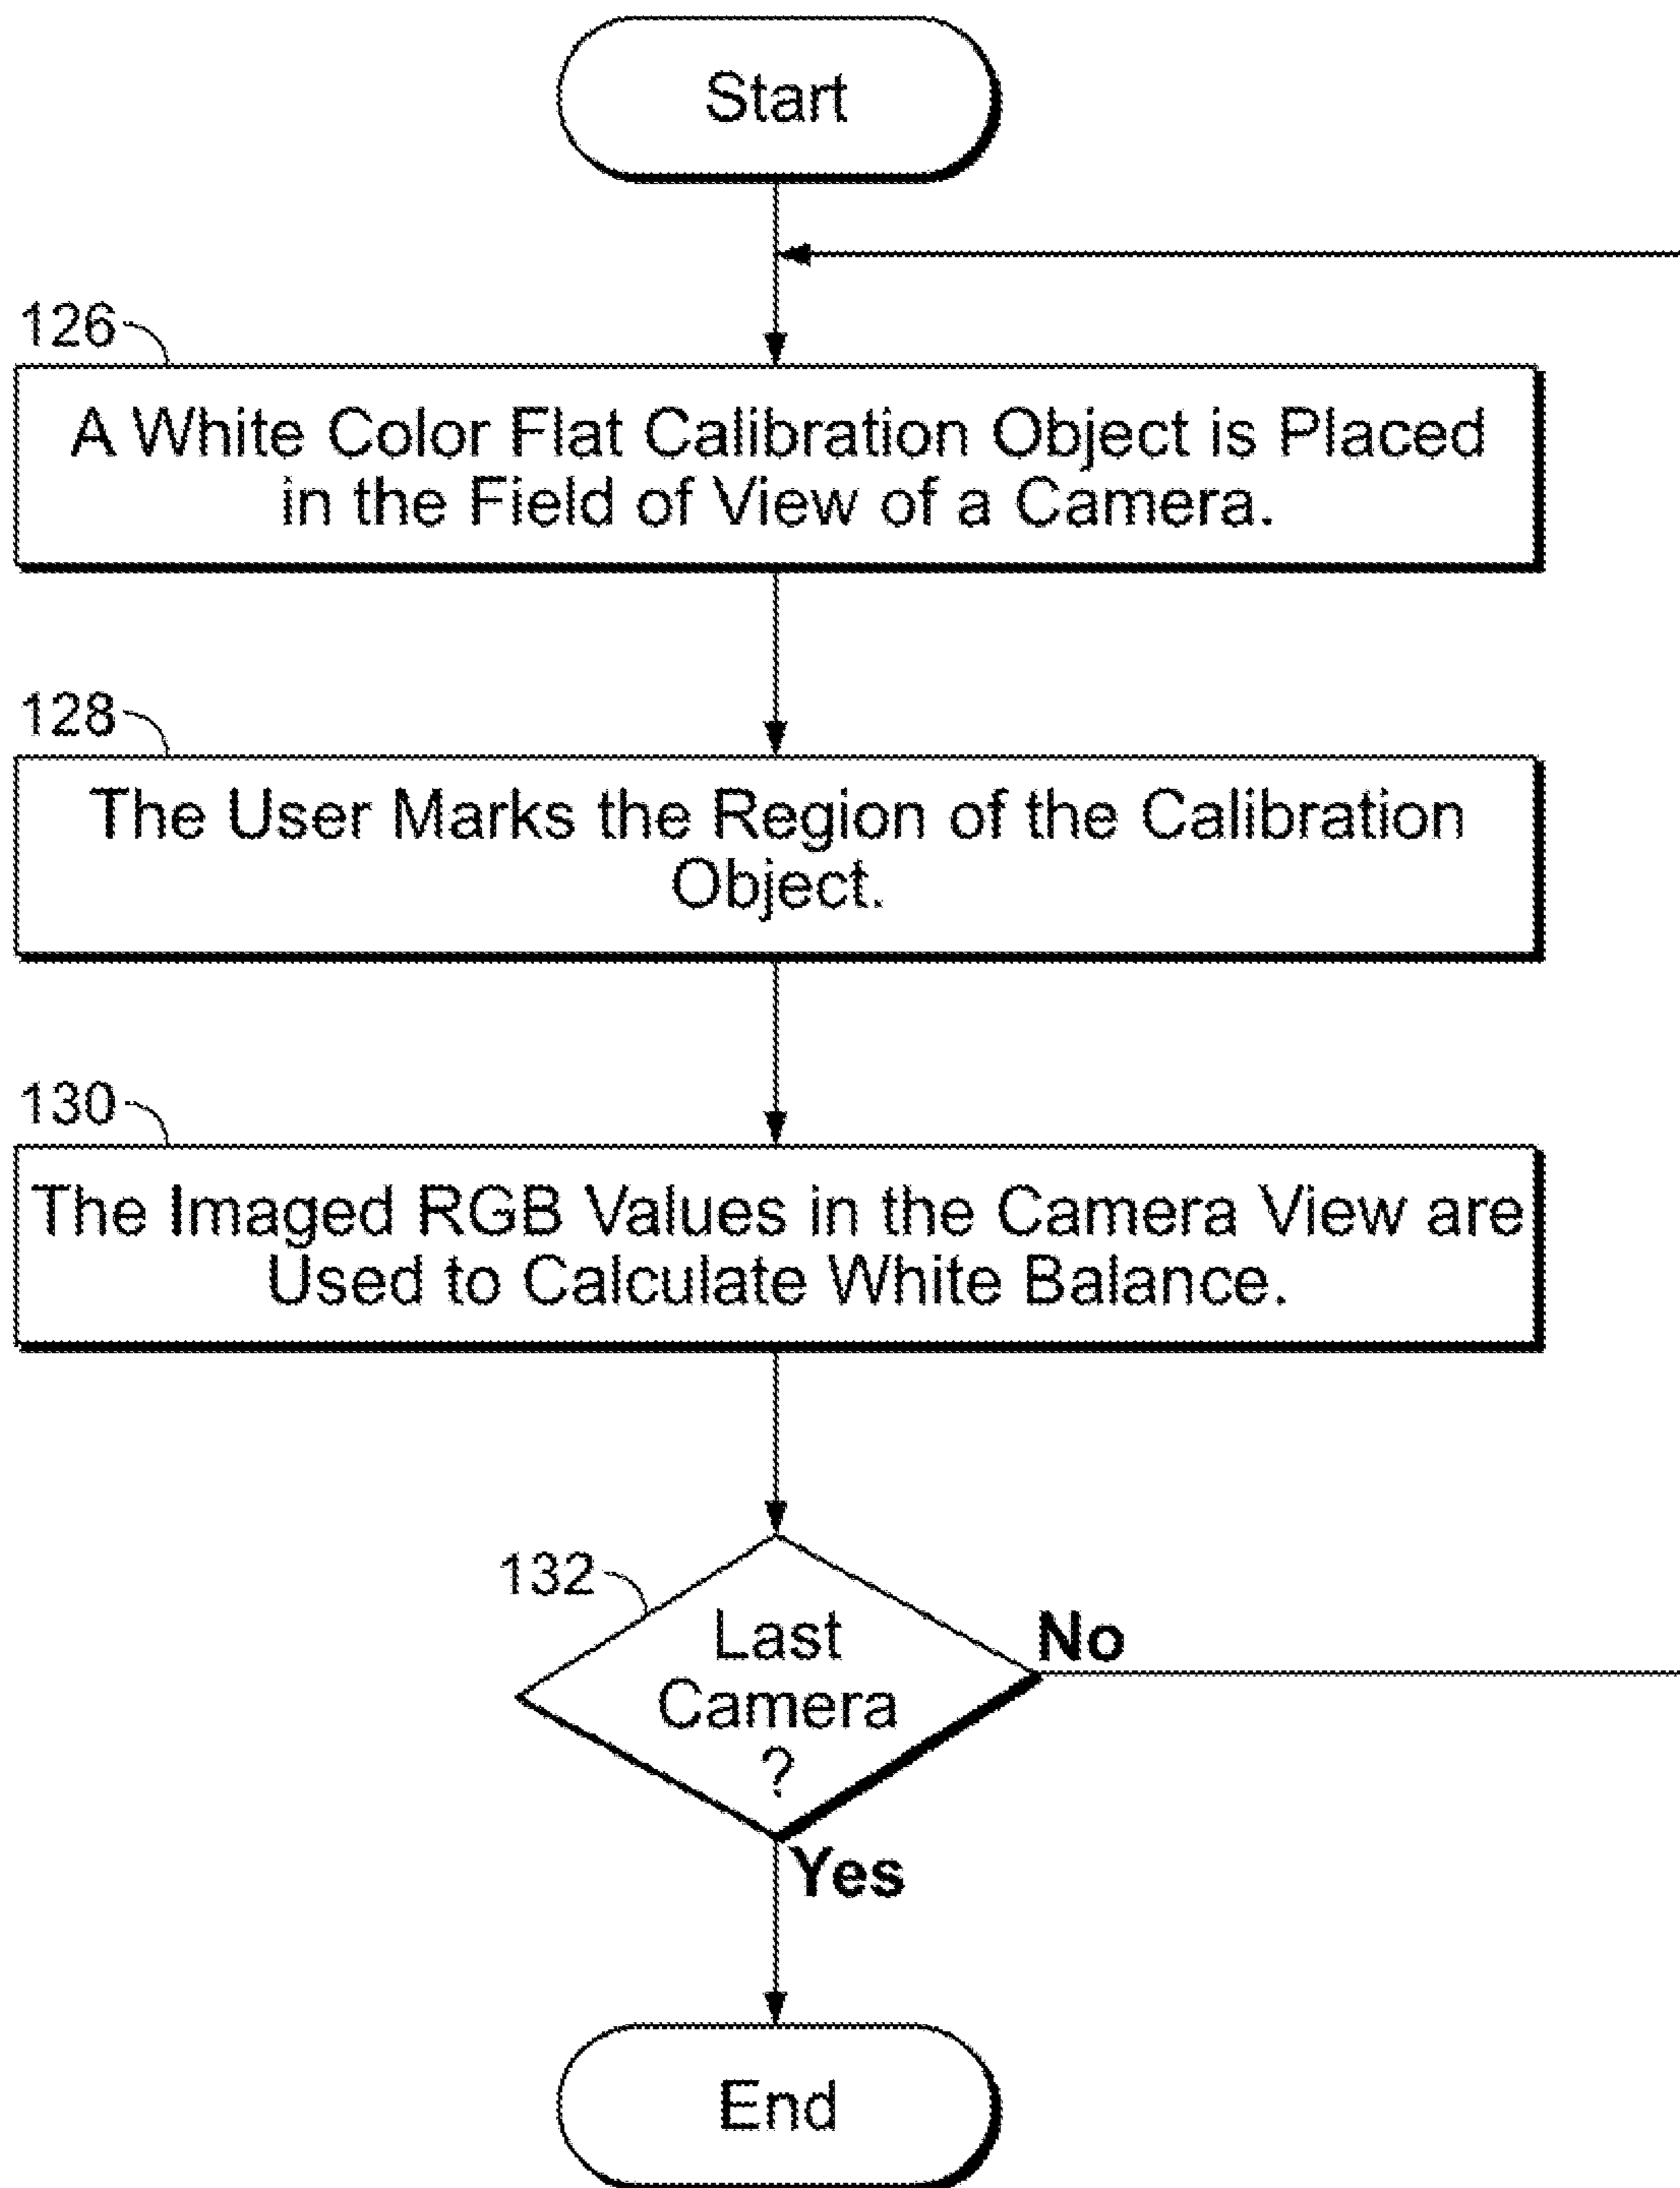 Start
126
A White Color Flat Calibration Object is Placed
in the Field of View of a Camera.
128
The User Marks the Region of the Calibration
Object.
130
The Imaged RGB Values in the Camera View are
Used to Calculate White Balance.
132
Last
Camera
?
No
Yes
End